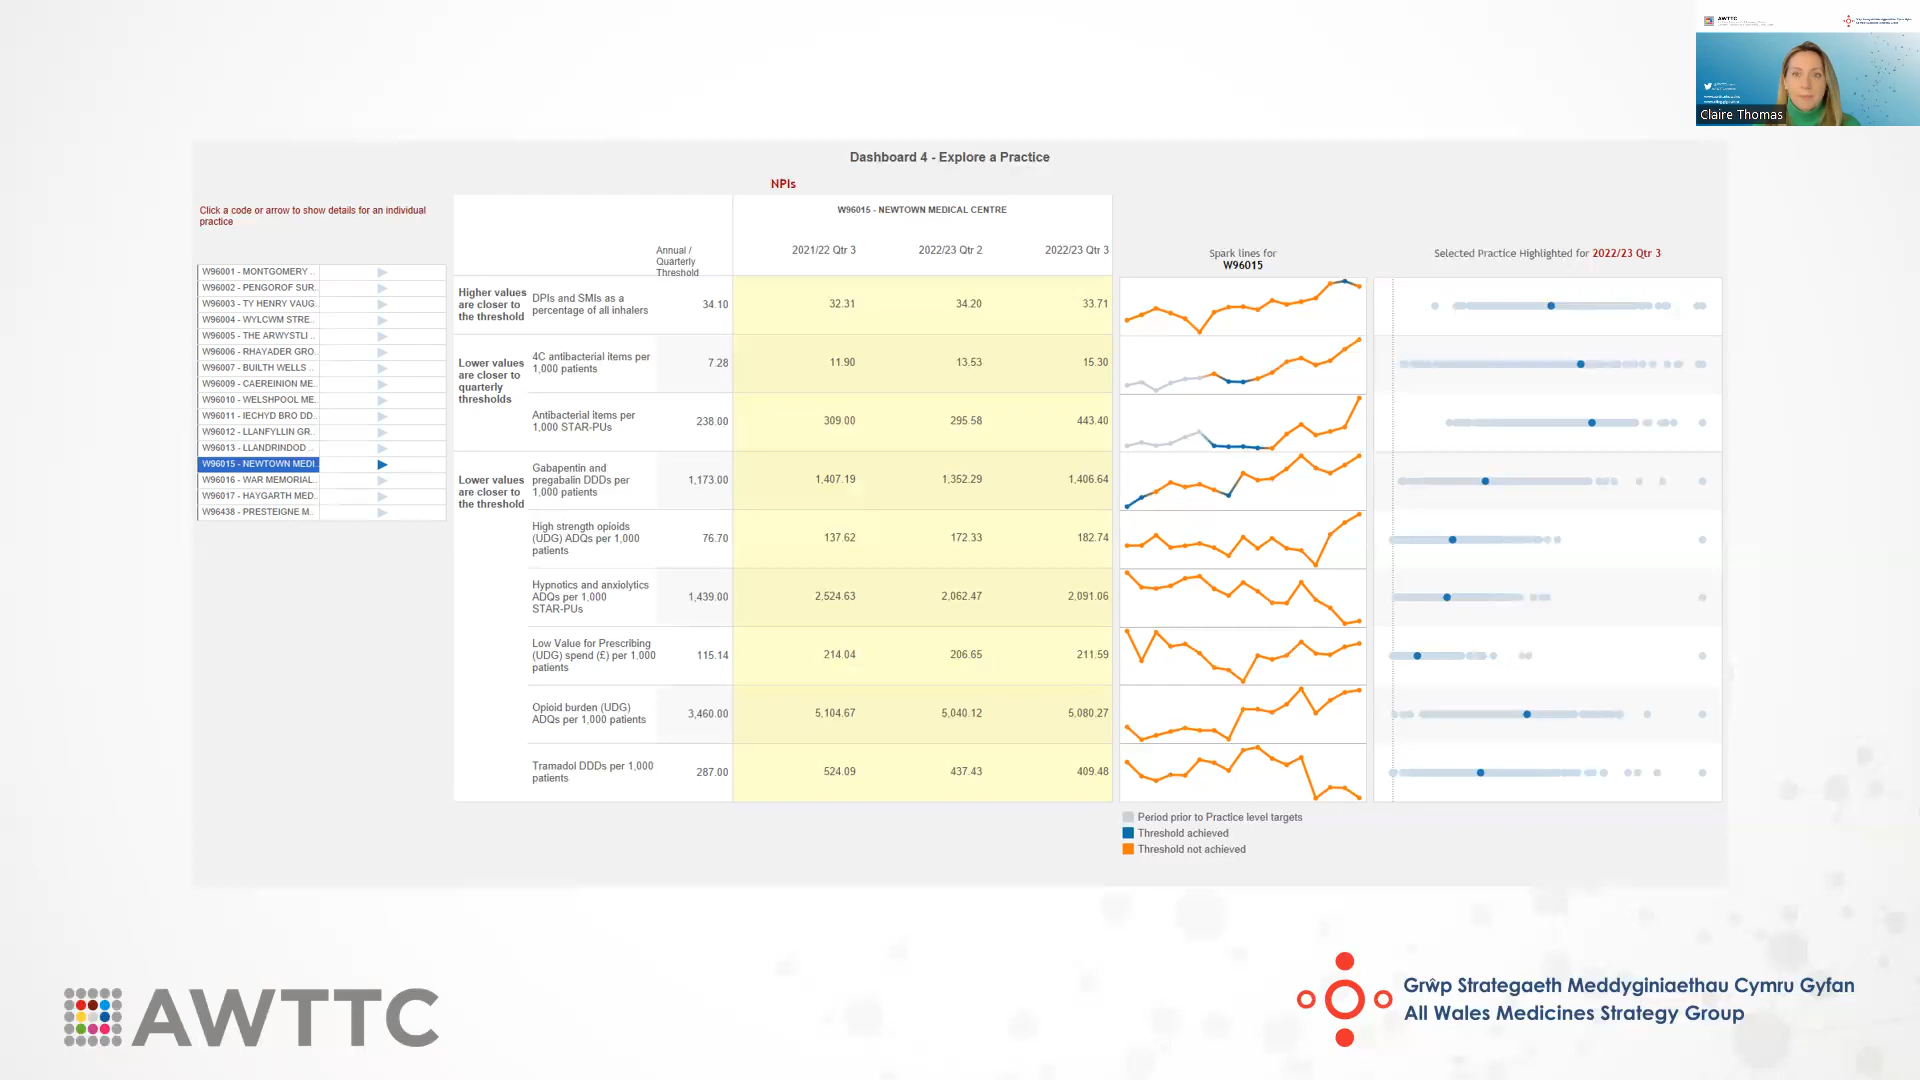 AWTTC
Claire Thomas
Dashboard 4 - Explore a Practice
NPIs
Click a code or arrow to show details for an individual
practice
W96001 - MONTGOMERY ..
W96002 - PENGOROF SUR..
W96003 - TY HENRY VAUG..
W96004 - WYLCWM STRE..
W96005 - THE ARWYSTLI ..
W96006 - RHAYADER GRO..
W96007 - BUILTH WELLS ..
W96009 - CAEREINION ME..
W96010 - WELSHPOOL ME..
W96011 - IECHYD BRO DD..
W96012 - LLANFYLLIN GR..
W96013 - LLANDRINDOD ..
W96015 - NEWTOWN MEDI..
W96016 - WAR MEMORIAL..
W96017 - HAYGARTH MED..
W96438 - PRESTEIGNE M..
W96015 - NEWTOWN MEDICAL CENTRE
Annual /
Quarterly
Threshold
2021/22 Qtr 3
2022/23 Qtr 2
2022/23 Qtr 3
Higher values
are closer to
the threshold
DPIs and SMIs as a
percentage of all inhalers
34.10
32.31
34.20
33.71
Lower values
are closer to
quarterly
thresholds
4C antibacterial items per
1,000 patients
7.28
11.90
13.53
15.30
Antibacterial items per
1,000 STAR-PUs
238.00
309.00
295.58
443.40
Lower values
are closer to
the threshold
Gabapentin and
pregabalin DDDs per
1,000 patients
1,173.00
1,407.19
1,352.29
1,406.64
High strength opioids
(UDG) ADQs per 1,000
patients
76.70
137.62
172.33
182.74
Hypnotics and anxiolytics
ADQs per 1,000
STAR-PUs
1,439.00
2,524.63
2,062.47
2,091.06
Low Value for Prescribing
(UDG) spend (£) per 1,000
patients
115.14
214.04
206.65
211.59
Opioid burden (UDG)
ADQs per 1,000 patients
3,460.00
5,104.67
5,040.12
5,080.27
Tramadol DDDs per 1,000
patients
287.00
524.09
437.43
409.48
Spark lines for
W96015
Selected Practice Highlighted for 2022/23 Qtr 3
Period prior to Practice level targets
Threshold achieved
Threshold not achieved
AWTTC
Grŵp Strategaeth Meddyginiaethau Cymru Gyfan
All Wales Medicines Strategy Group